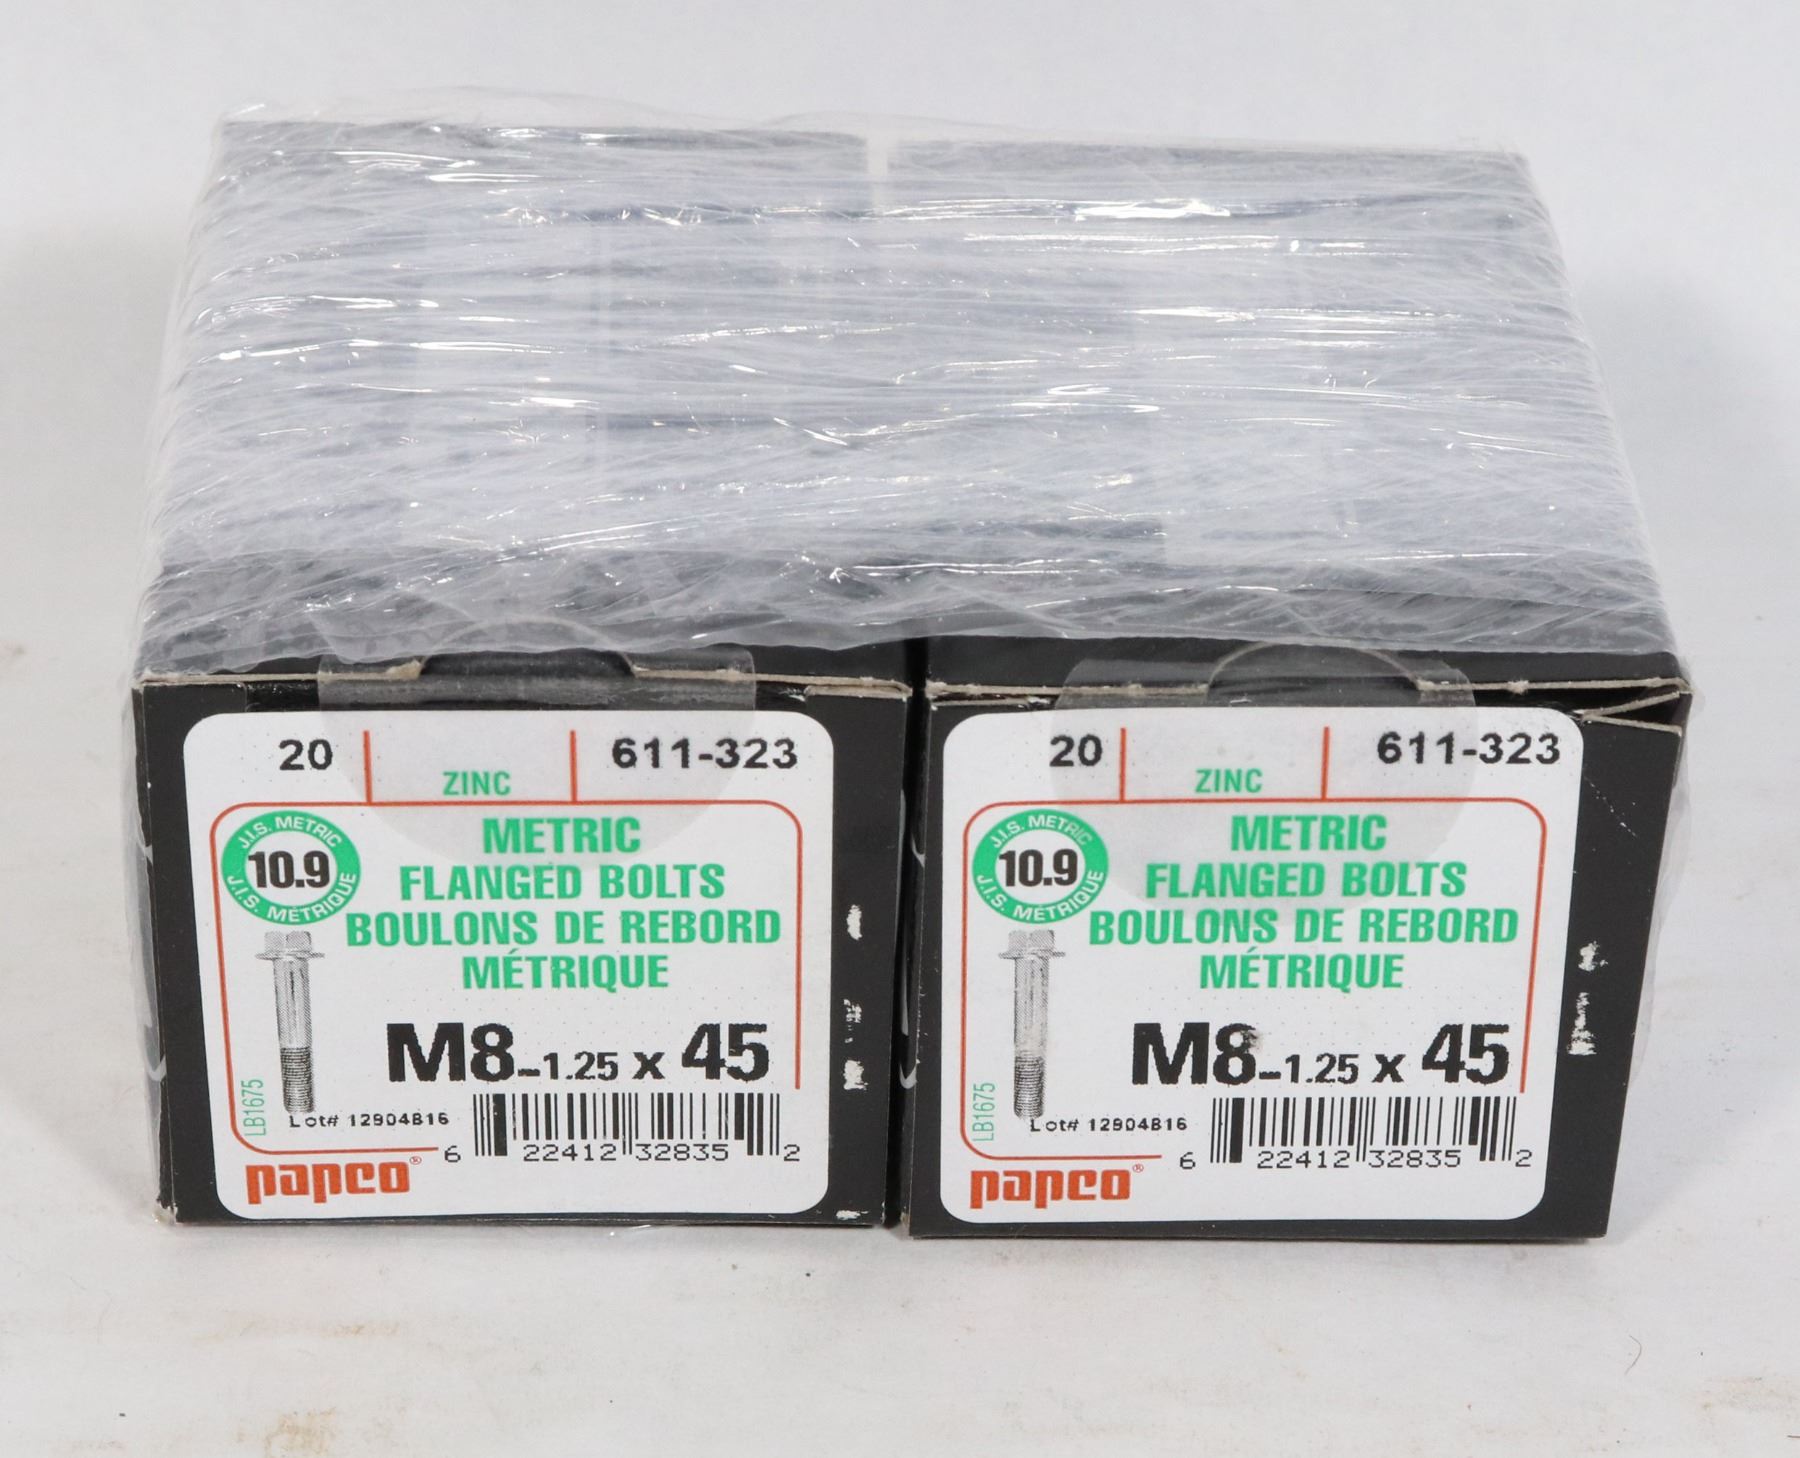 20 ZINC 611-323
J.I.S. METRIC
10.9
J.I.S. MÉTRIQUE
METRIC
FLANGED BOLTS
BOULONS DE REBORD
MÉTRIQUE
M8-1.25 x 45
LB1675
Lot# 12904816
6 22412 32835 2
papco®
20 ZINC 611-323
J.I.S. METRIC
10.9
J.I.S. MÉTRIQUE
METRIC
FLANGED BOLTS
BOULONS DE REBORD
MÉTRIQUE
M8-1.25 x 45
LB1675
Lot# 12904816
6 22412 32835 2
papco®